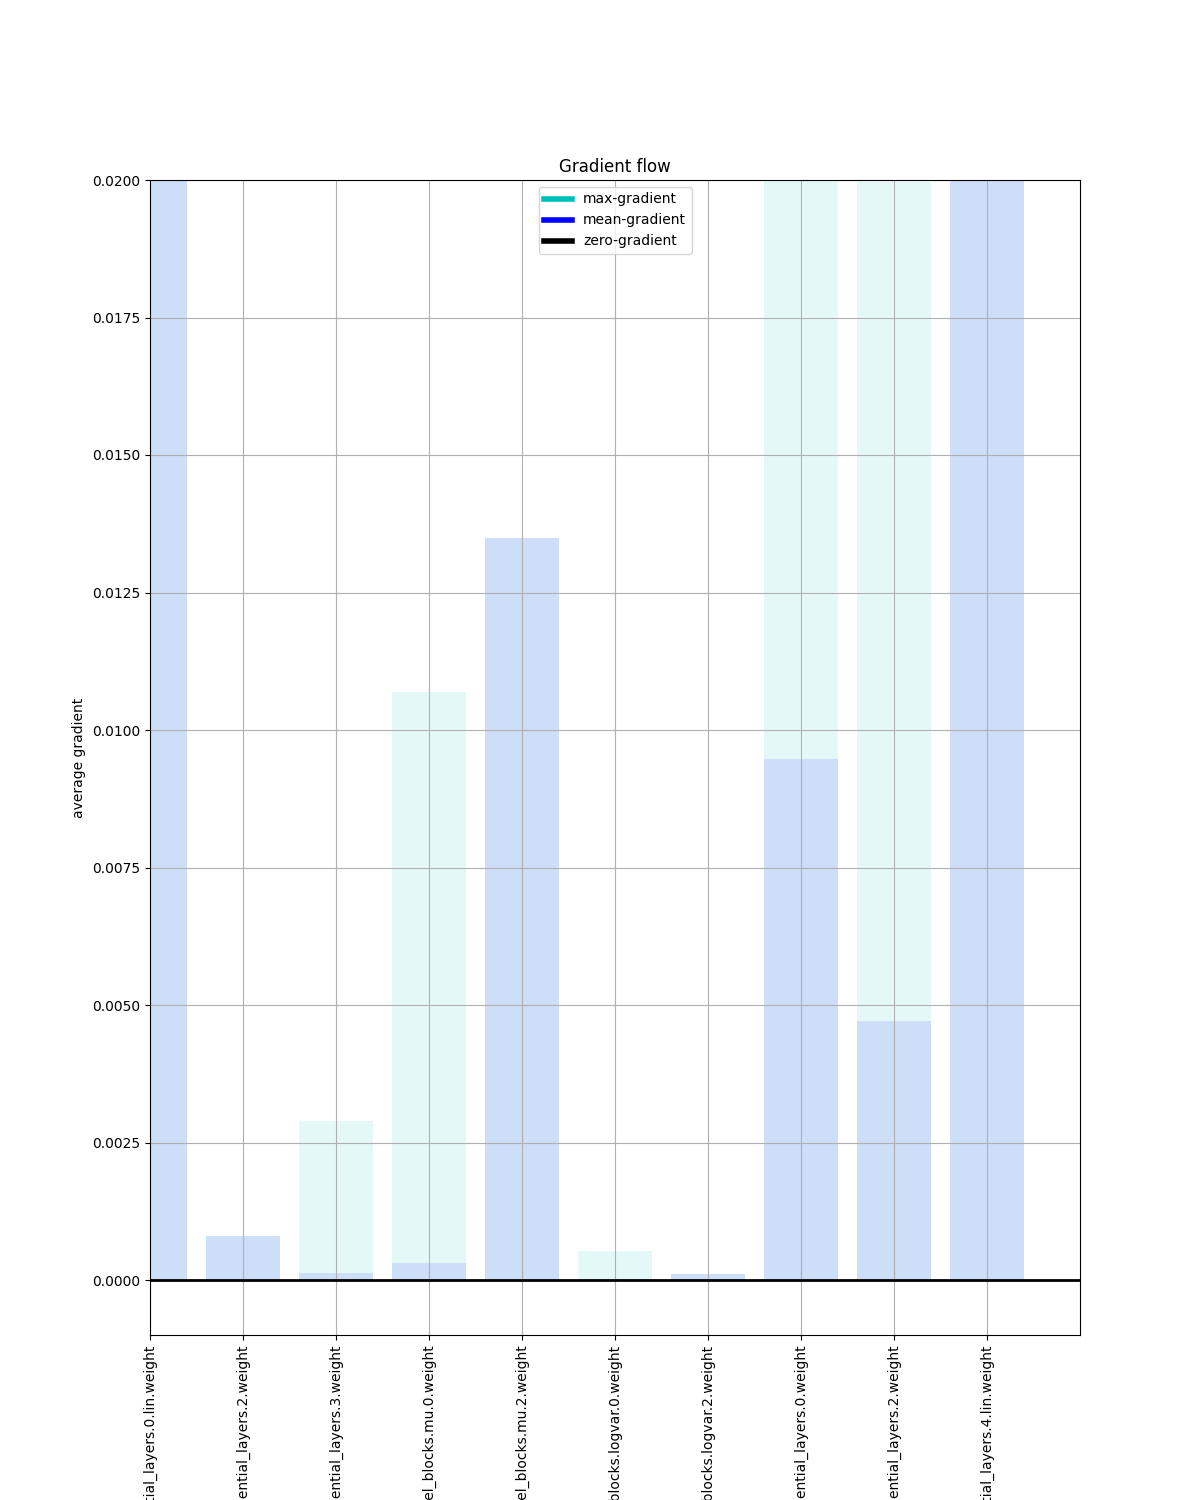 Gradient flow
max-gradient
mean-gradient
zero-gradient
0.0200
0.0175
0.0150
0.0125
0.0100
0.0075
0.0050
0.0025
0.0000
average gradient
tial_layers.0.lin.weight
ential_layers.2.weight
ential_layers.3.weight
el_blocks.mu.0.weight
el_blocks.mu.2.weight
blocks.logvar.0.weight
blocks.logvar.2.weight
ential_layers.0.weight
ential_layers.2.weight
tial_layers.4.lin.weight